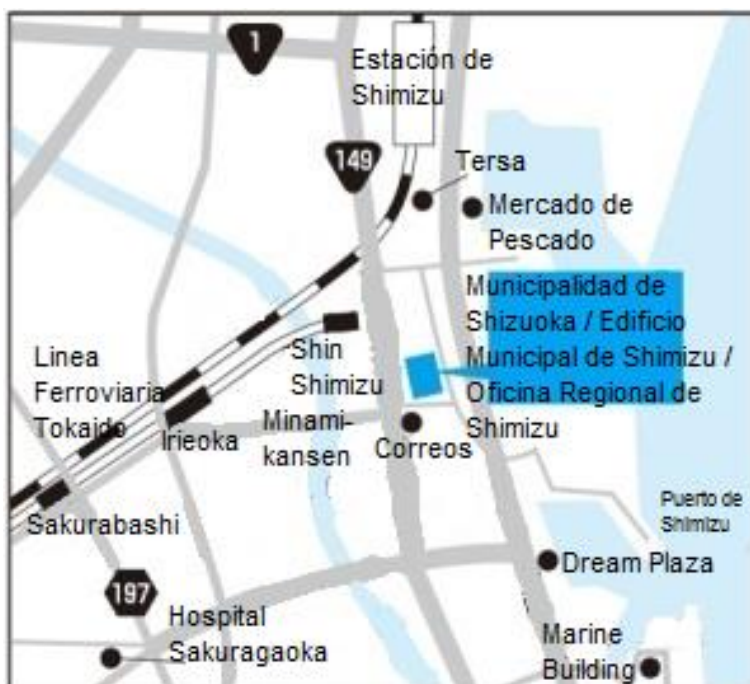 1
Estación de
Shimizu
149
Tersa
Mercado de
Pescado
Municipalidad de
Shizuoka / Edificio
Municipal de Shimizu /
Oficina Regional de
Shimizu
Shin
Shimizu
Linea
Ferroviaria
Tokaido
Irieoka
Minami-
kansen
Correos
Sakurabashi
Puerto de
Shimizu
Dream Plaza
197
Hospital
Sakuragaoka
Marine
Building